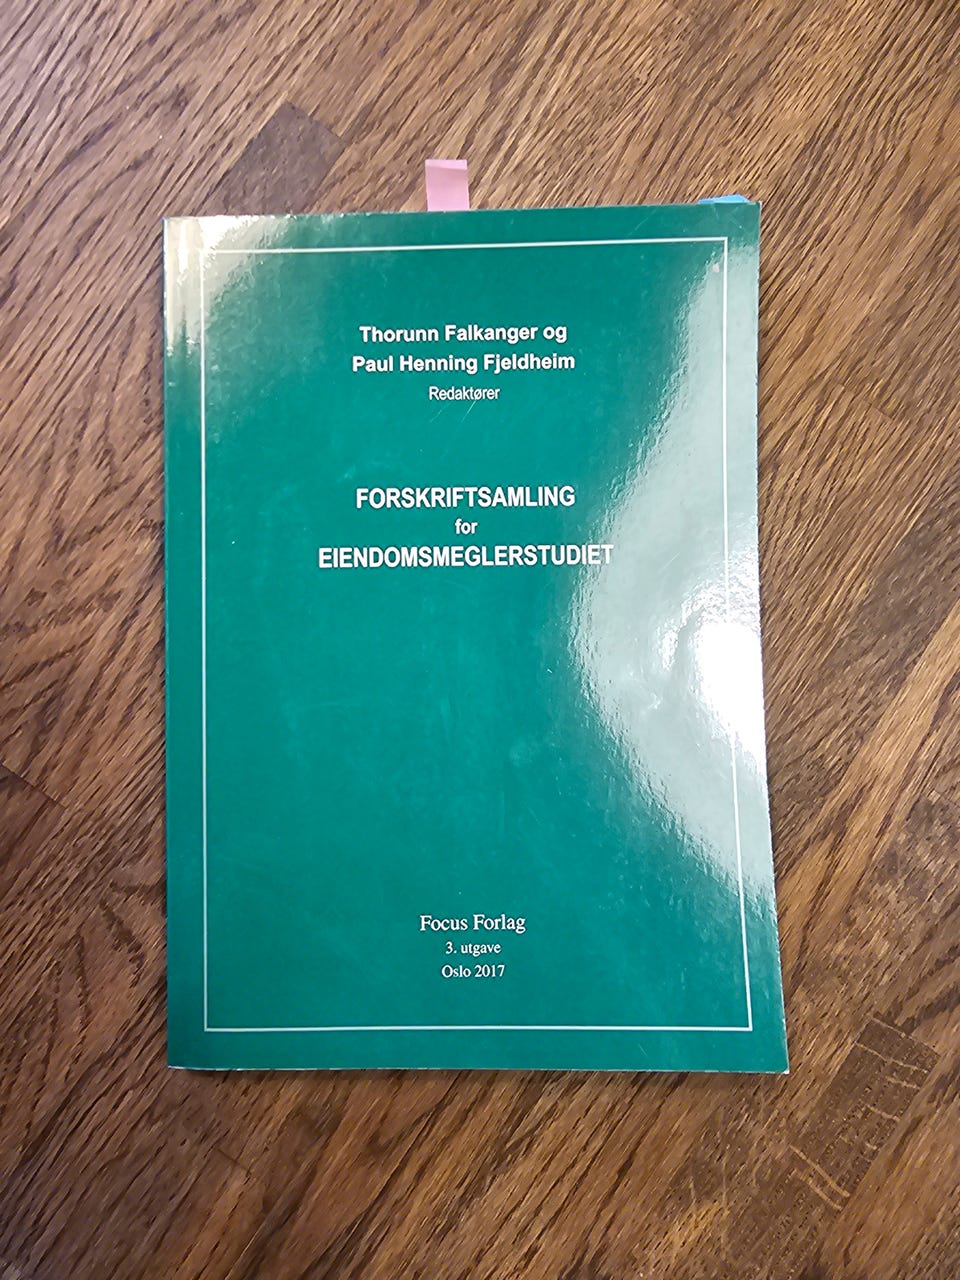 Thorunn Falkanger og
Paul Henning Fjeldheim
Redaktører
FORSKRIFTSAMLING
for
EIENDOMSMEGLERSTUDIET
Focus Forlag
3. utgave
Oslo 2017